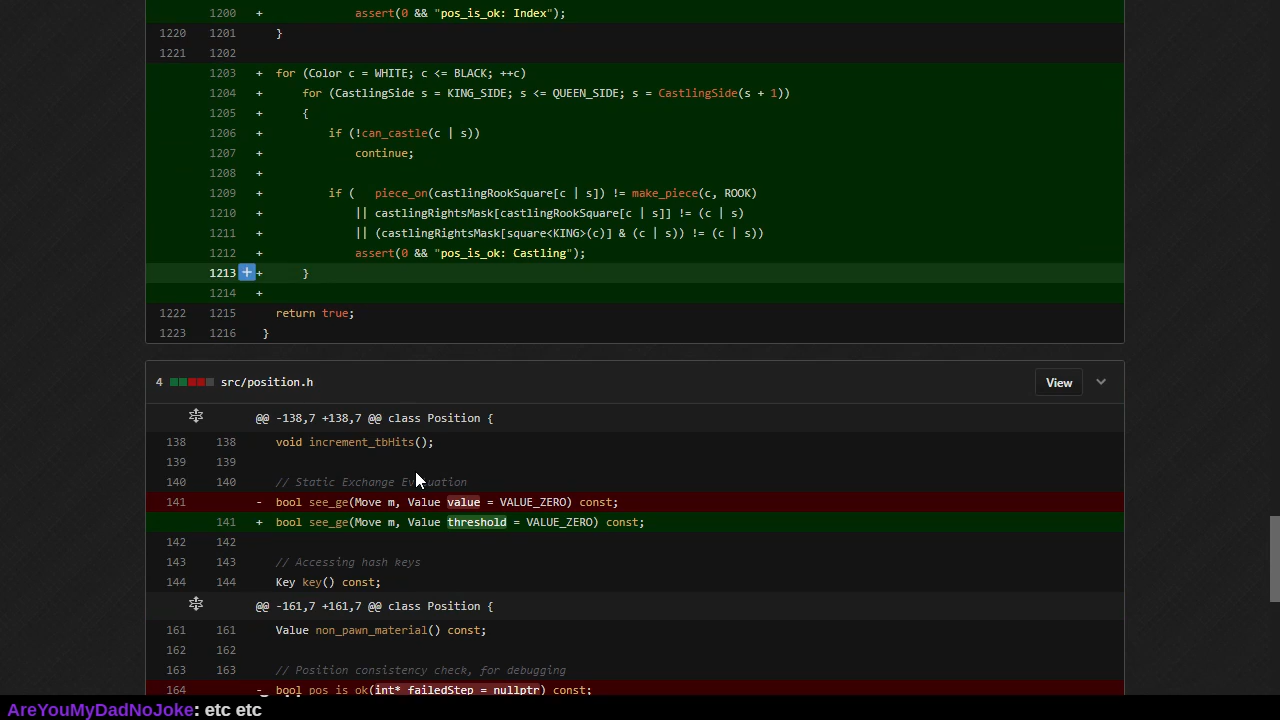 1200 + assert(0 && "pos_is_ok: Index");
1220 1201 }
1221 1202
1203 + for (Color c = WHITE; c <= BLACK; ++c)
1204 + for (CastlingSide s = KING_SIDE; s <= QUEEN_SIDE; s = CastlingSide(s + 1))
1205 + {
1206 + if (!can_castle(c | s))
1207 + continue;
1208 +
1209 + if ( piece_on(castlingRookSquare[c | s]) != make_piece(c, ROOK)
1210 + || castlingRightsMask[castlingRookSquare[c | s]] != (c | s)
1211 + || (castlingRightsMask[square<KING>(c)] & (c | s)) != (c | s))
1212 + assert(0 && "pos_is_ok: Castling");
1213 + + }
1214 +
1222 1215 return true;
1223 1216 }
4 src/position.h View
@@ -138,7 +138,7 @@ class Position {
138 138 void increment_tbHits();
139 139
140 140 // Static Exchange Evaluation
141 - bool see_ge(Move m, Value value = VALUE_ZERO) const;
141 + bool see_ge(Move m, Value threshold = VALUE_ZERO) const;
142 142
143 143 // Accessing hash keys
144 144 Key key() const;
@@ -161,7 +161,7 @@ class Position {
161 161 Value non_pawn_material() const;
162 162
163 163 // Position consistency check, for debugging
164 - bool pos_is_ok(int* failedStep = nullptr) const;
AreYouMyDadNoJoke: etc etc